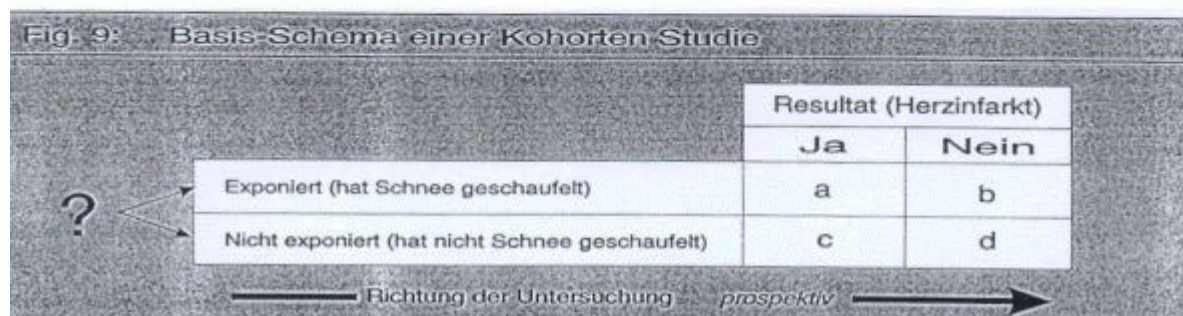 Fig. 9: Basis-Schema einer Kohorten Studie
Resultat (Herzinfarkt)
Ja Nein
?
Exponiert (hat Schnee geschaufelt) a b
Nicht exponiert (hat nicht Schnee geschaufelt) c d
Richtung der Untersuchung prospektiv